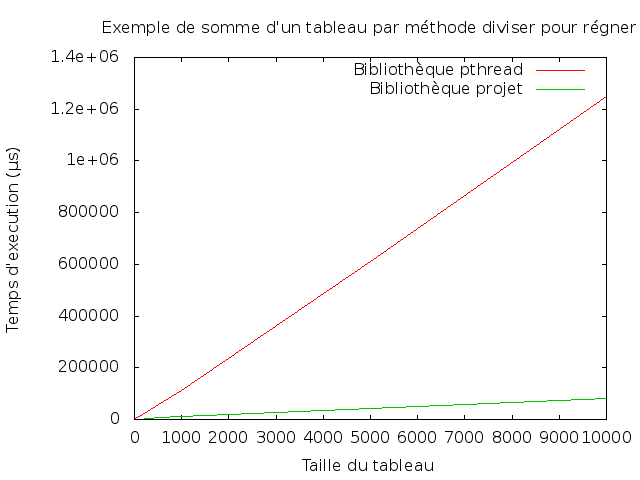 Exemple de somme d'un tableau par méthode diviser pour régner
1.4e+06
1.2e+06
1e+06
800000
600000
400000
200000
0
Bibliothèque pthread
Bibliothèque projet
Temps d'execution (µs)
0 1000 2000 3000 4000 5000 6000 7000 8000 9000 10000
Taille du tableau